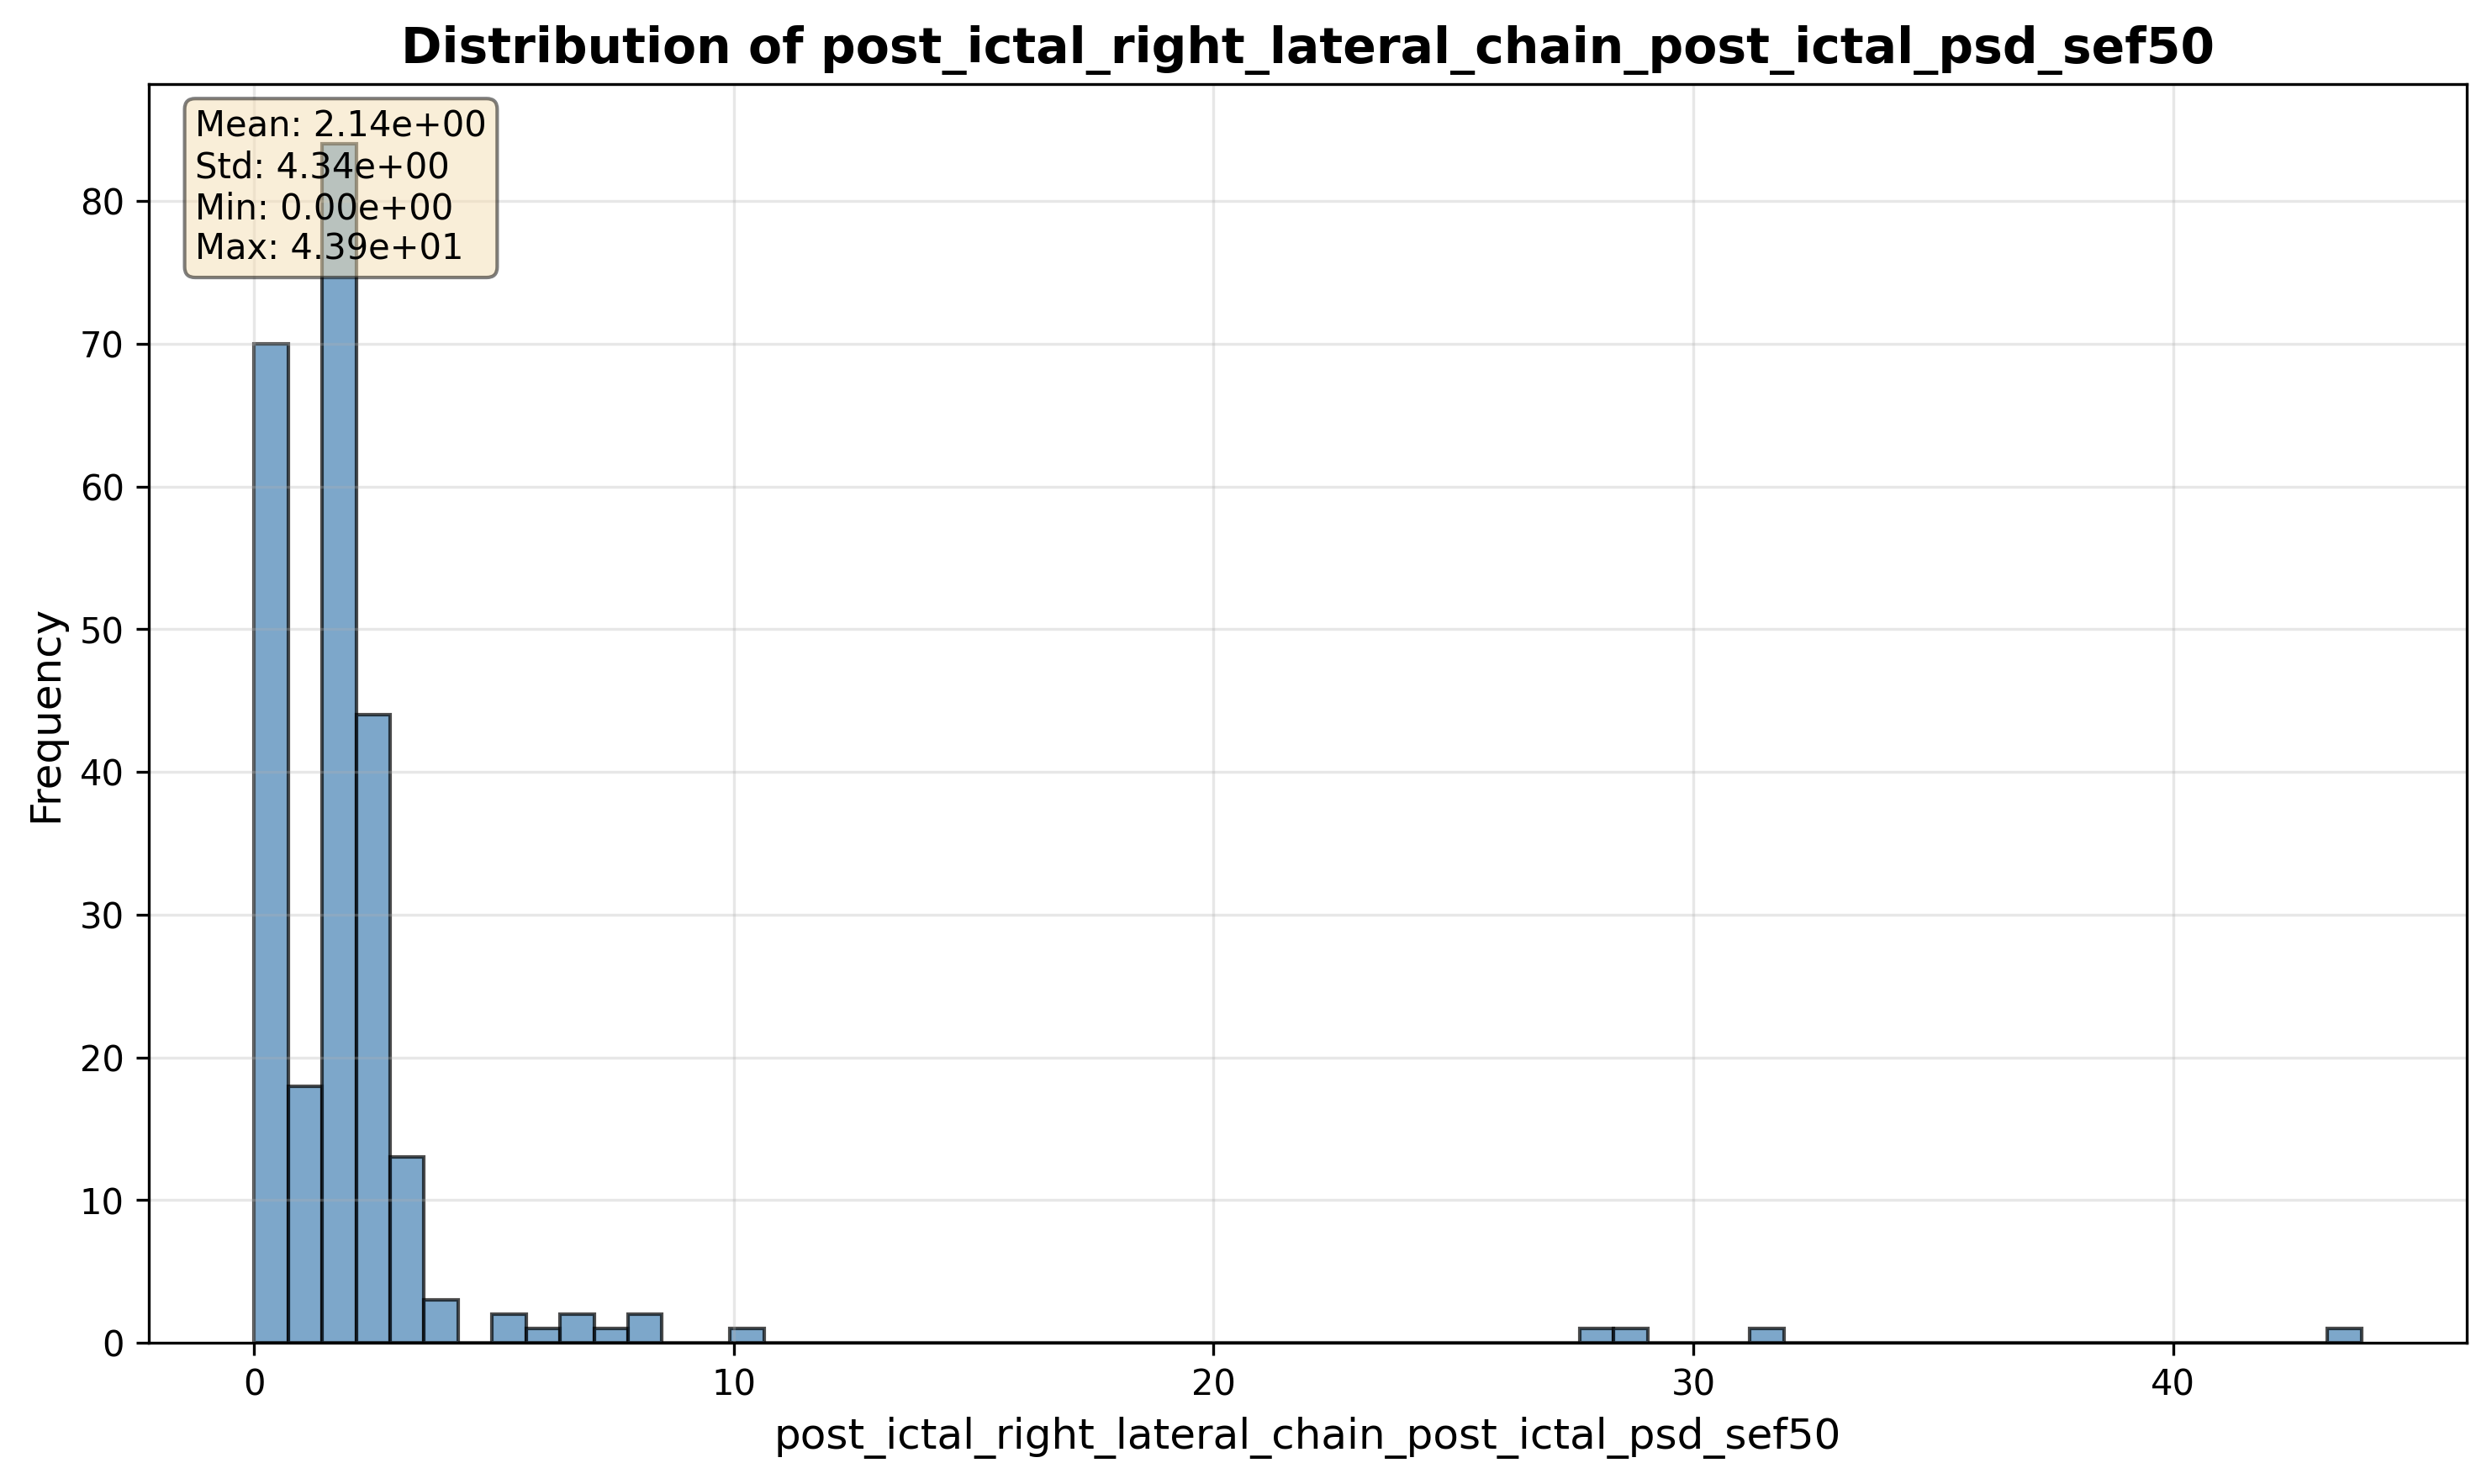 Distribution of post_ictal_right_lateral_chain_post_ictal_psd_sef50
Mean: 2.14e+00
Std: 4.34e+00
Min: 0.00e+00
Max: 4.39e+01
Frequency
80
70
60
50
40
30
20
10
0
0 10 20 30 40
post_ictal_right_lateral_chain_post_ictal_psd_sef50